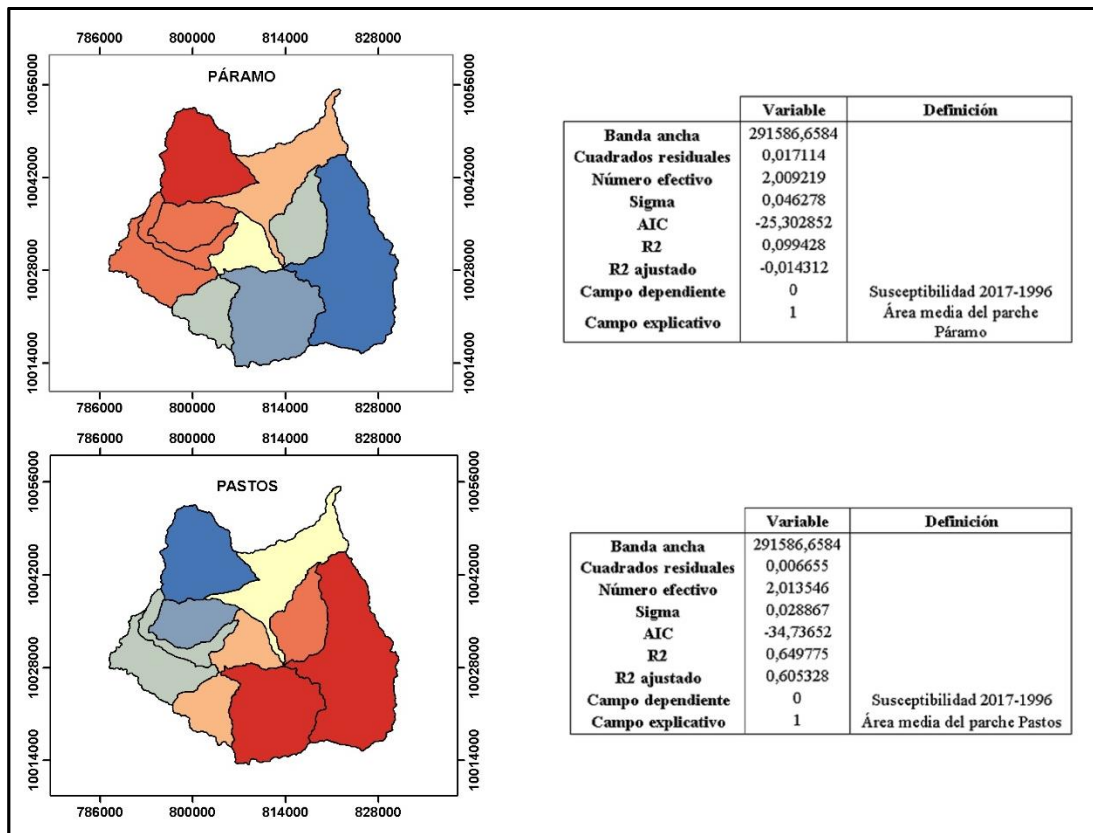 786000 800000 814000 828000
PÁRAMO
10056000
10042000
10028000
10014000
10056000
10042000
10028000
10014000
786000 800000 814000 828000
Variable Definición
Banda ancha 291586,6584
Cuadrados residuales 0,017114
Número efectivo 2,009219
Sigma 0,046278
AIC -25,302852
R2 0,099428
R2 ajustado -0,014312
Campo dependiente 0 Susceptibilidad 2017-1996
Campo explicativo 1 Área media del parche
Páramo
786000 800000 814000 828000
PASTOS
10056000
10042000
10028000
10014000
10056000
10042000
10028000
10014000
786000 800000 814000 828000
Variable Definición
Banda ancha 291586,6584
Cuadrados residuales 0,006655
Número efectivo 2,013546
Sigma 0,028867
AIC -34,73652
R2 0,649775
R2 ajustado 0,605328
Campo dependiente 0 Susceptibilidad 2017-1996
Campo explicativo 1 Área media del parche Pastos